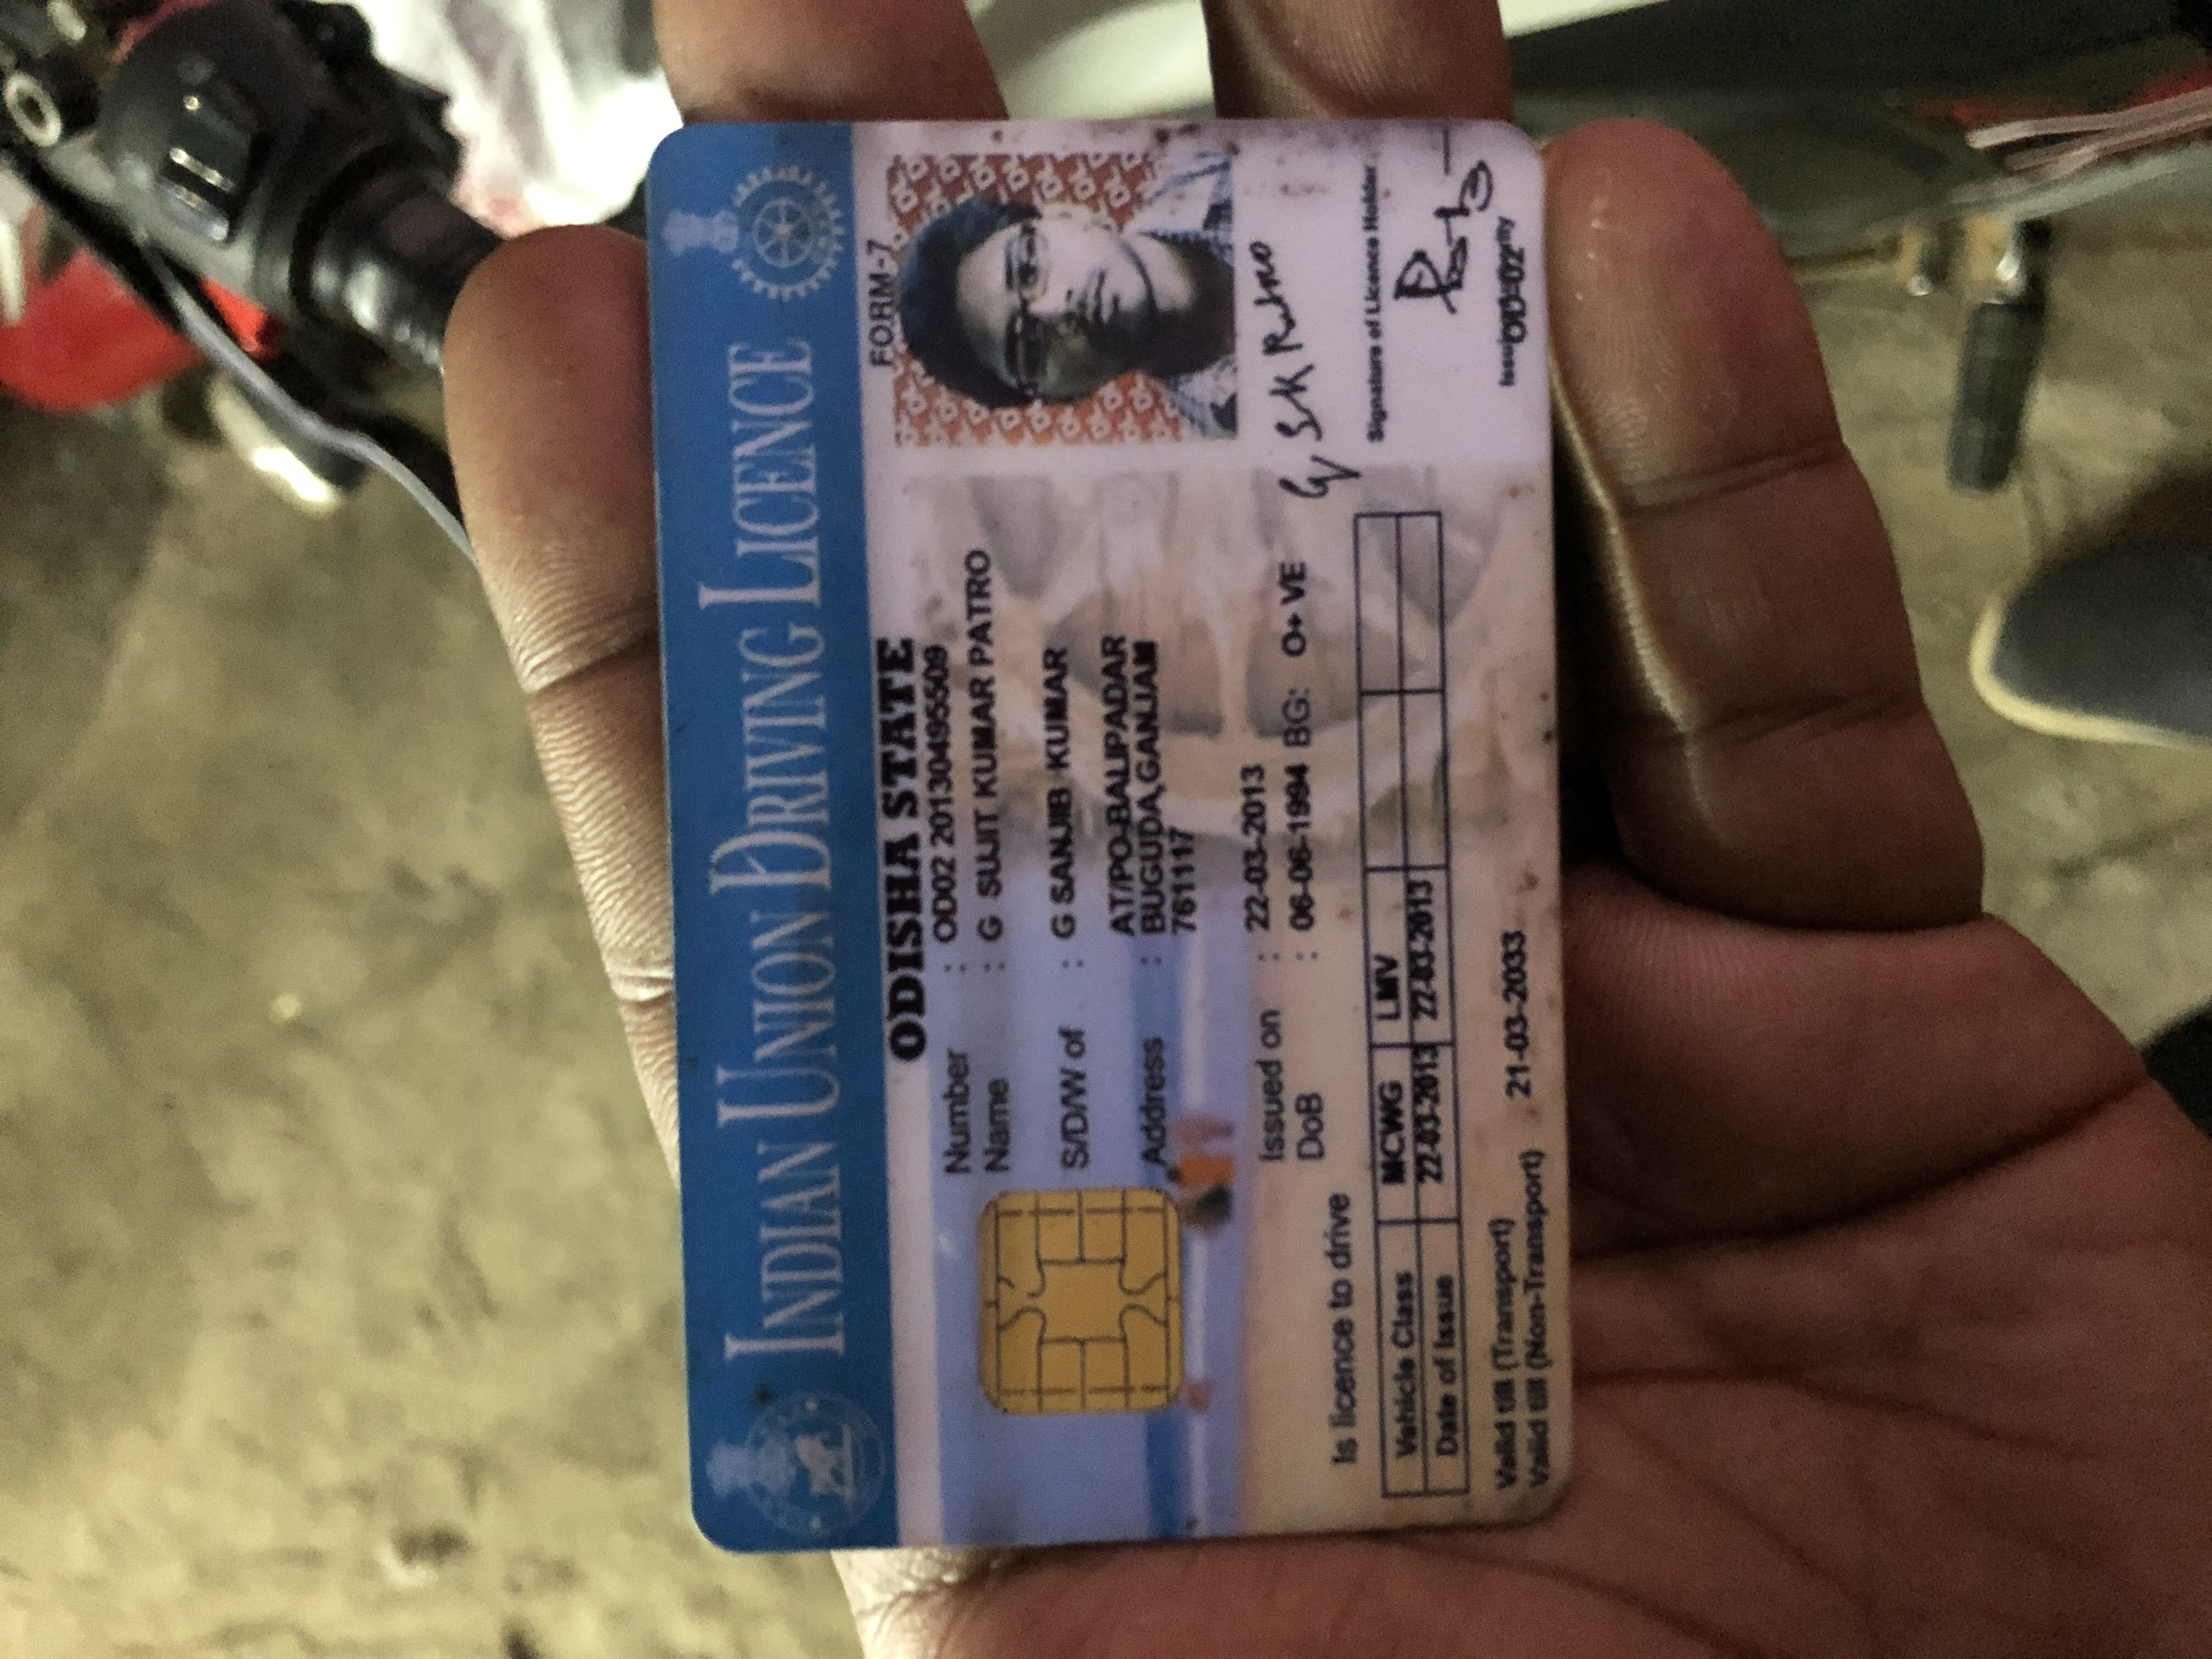 INDIAN UNION DRIVING LICENCE
ODISHA STATE
FORM-7
Number : OD02 20130495509
Name : G SUJIT KUMAR PATRO
S/D/W of : G SANJIB KUMAR
Address : AT/PO-BALIPADAR
BUGUDA,GANJAM
761117
Issued on : 22-03-2013
DoB : 06-06-1994 BG: O+ VE
G S K Patro
Is licence to drive
Signature of Licence Holder
Vehicle Class MCWG LMV
Date of Issue 22-03-2013 22-03-2013
Valid till (Transport)
Valid till (Non-Transport) 21-03-2033
Issuing Authority
OD-02